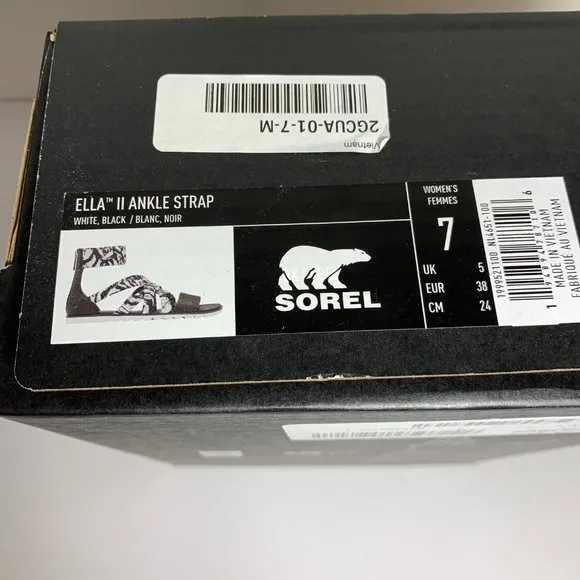 2GCUA-01-7-M
Vietnam
ELLA™ II ANKLE STRAP
WHITE, BLACK / BLANC, NOIR
SOREL
WOMEN'S
FEMMES
7
UK 5
EUR 38
CM 24
1999521100 NL4651-100
MADE IN VIETNAM
FABRIQUÉ AU VIETNAM